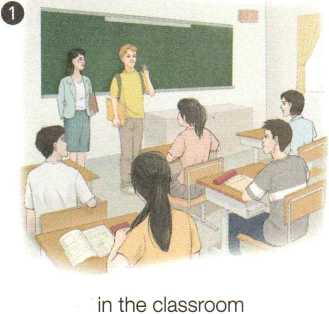 1
in the classroom